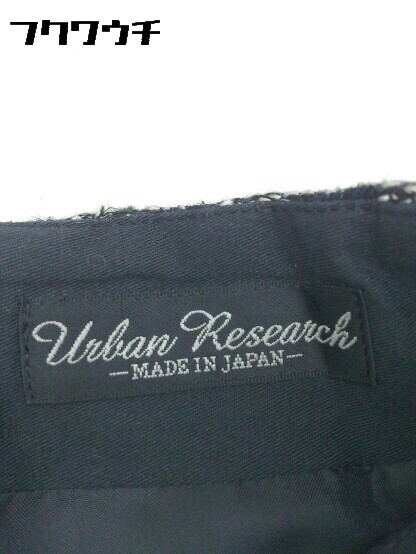 フクワウチ
Urban Research
-MADE IN JAPAN-